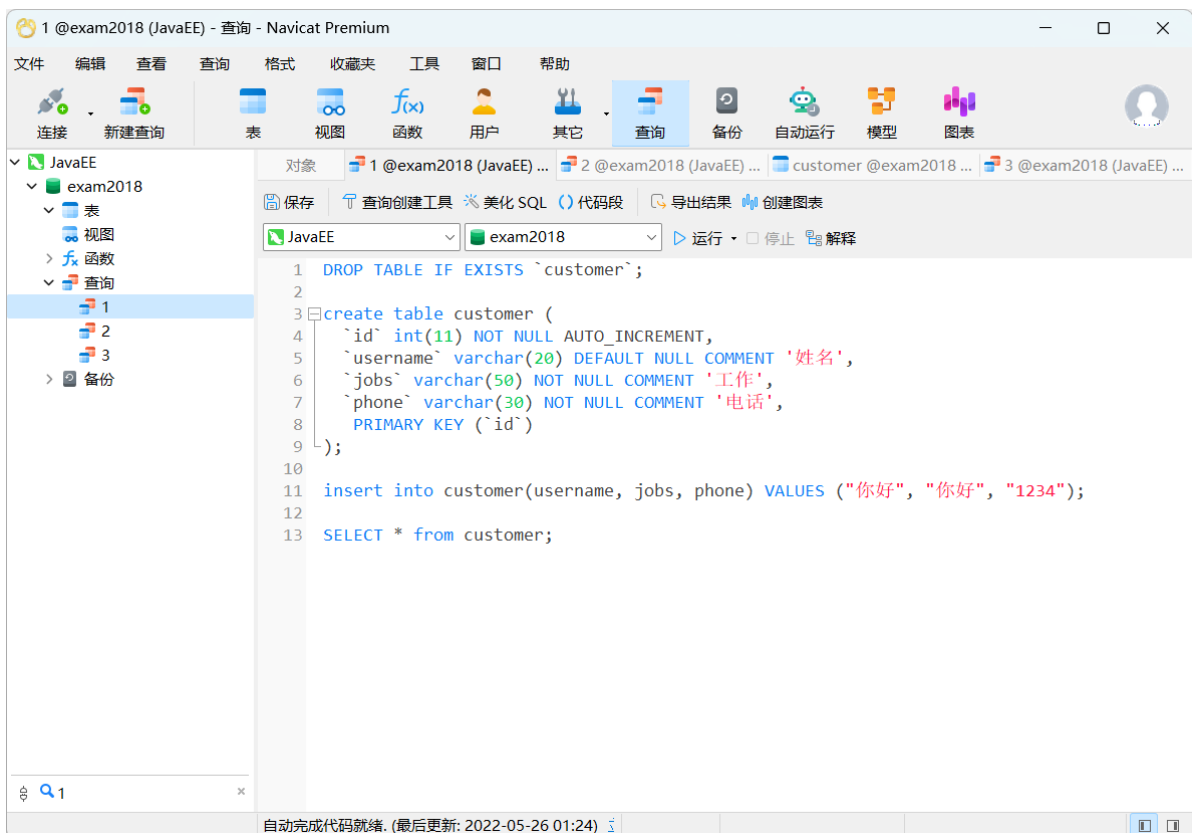 1 @exam2018 (JavaEE) - 查询 - Navicat Premium
文件 编辑 查看 查询 格式 收藏夹 工具 窗口 帮助
连接 新建查询 表 视图 函数 用户 其它 查询 备份 自动运行 模型 图表
JavaEE
exam2018
表
视图
函数
查询
1
2
3
备份
1
对象 1 @exam2018 (JavaEE) ... 2 @exam2018 (JavaEE) ... customer @exam2018 ... 3 @exam2018 (JavaEE) ...
保存 查询创建工具 美化 SQL () 代码段 导出结果 创建图表
JavaEE exam2018 运行 停止 解释
1 DROP TABLE IF EXISTS `customer`;
2
3 create table customer (
4 `id` int(11) NOT NULL AUTO_INCREMENT,
5 `username` varchar(20) DEFAULT NULL COMMENT '姓名',
6 `jobs` varchar(50) NOT NULL COMMENT '工作',
7 `phone` varchar(30) NOT NULL COMMENT '电话',
8 PRIMARY KEY (`id`)
9 );
10
11 insert into customer(username, jobs, phone) VALUES ("你好", "你好", "1234");
12
13 SELECT * from customer;
自动完成代码就绪. (最后更新: 2022-05-26 01:24)